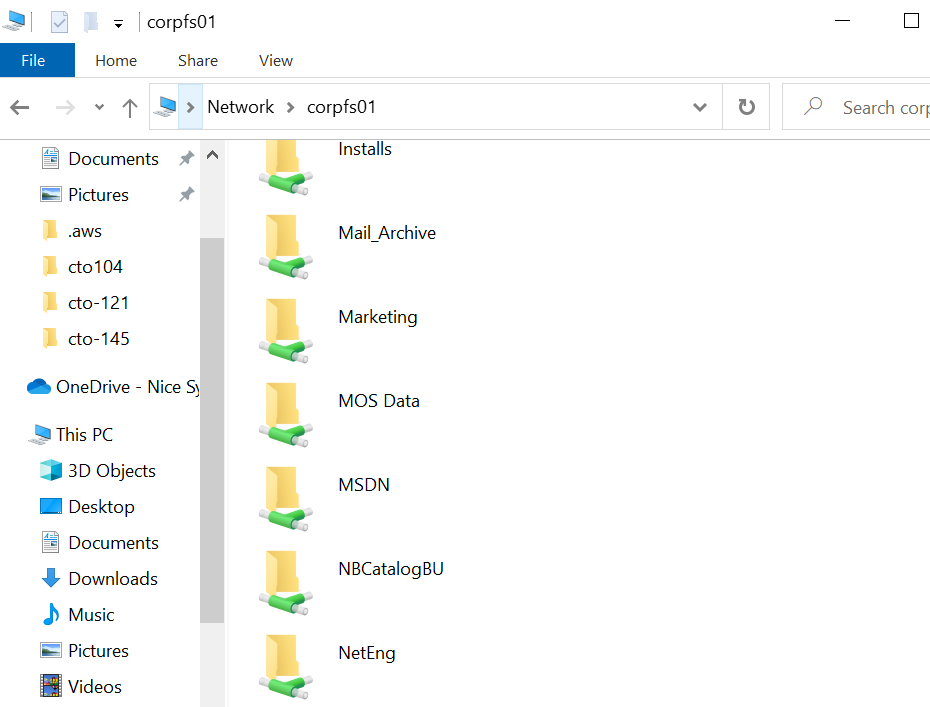 corpfs01
File Home Share View
Network corpfs01
Search corp
Documents
Pictures
.aws
cto104
cto-121
cto-145
OneDrive - Nice Sy
This PC
3D Objects
Desktop
Documents
Downloads
Music
Pictures
Videos
Installs
Mail_Archive
Marketing
MOS Data
MSDN
NBCatalogBU
NetEng